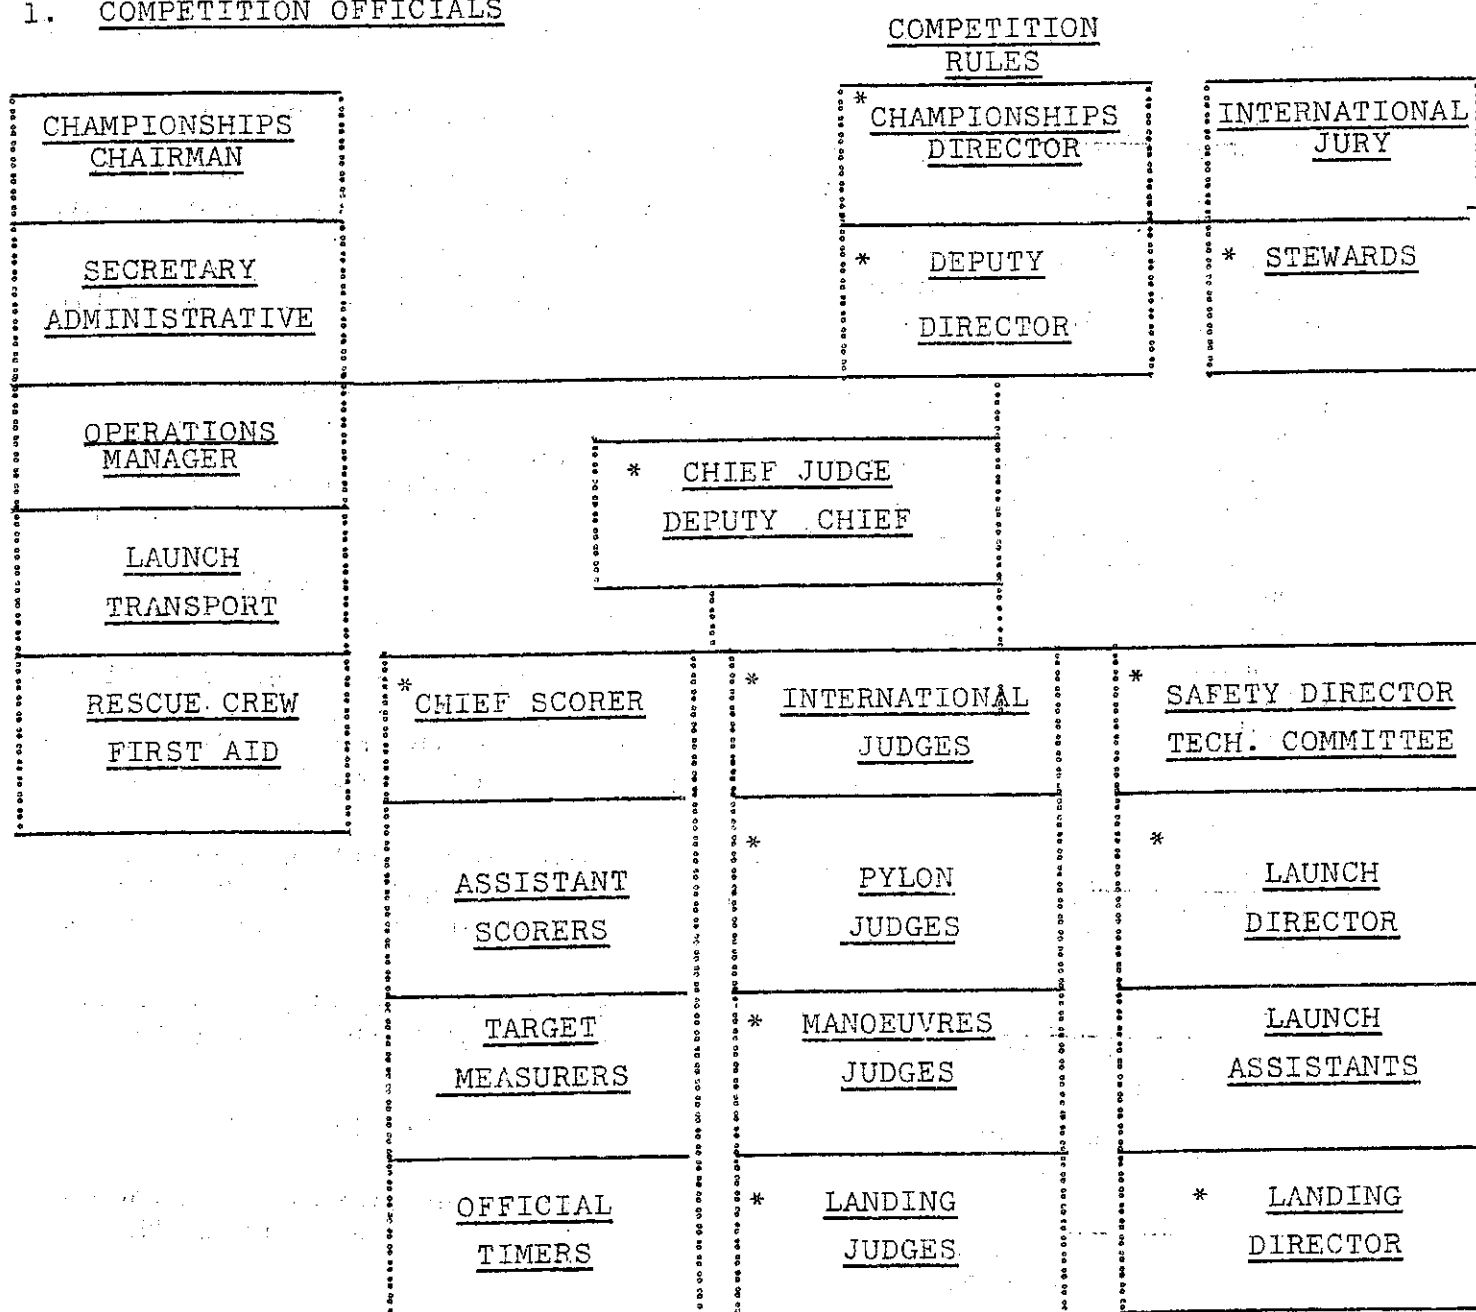 1. COMPETITION OFFICIALS
COMPETITION
RULES
CHAMPIONSHIPS
CHAIRMAN
* CHAMPIONSHIPS
DIRECTOR
INTERNATIONAL
JURY
SECRETARY
ADMINISTRATIVE
* DEPUTY
DIRECTOR
* STEWARDS
OPERATIONS
MANAGER
* CHIEF JUDGE
DEPUTY CHIEF
LAUNCH
TRANSPORT
RESCUE CREW
FIRST AID
* CHIEF SCORER
* INTERNATIONAL
JUDGES
* SAFETY DIRECTOR
TECH. COMMITTEE
ASSISTANT
SCORERS
* PYLON
JUDGES
* LAUNCH
DIRECTOR
TARGET
MEASURERS
* MANOEUVRES
JUDGES
LAUNCH
ASSISTANTS
OFFICIAL
TIMERS
* LANDING
JUDGES
* LANDING
DIRECTOR